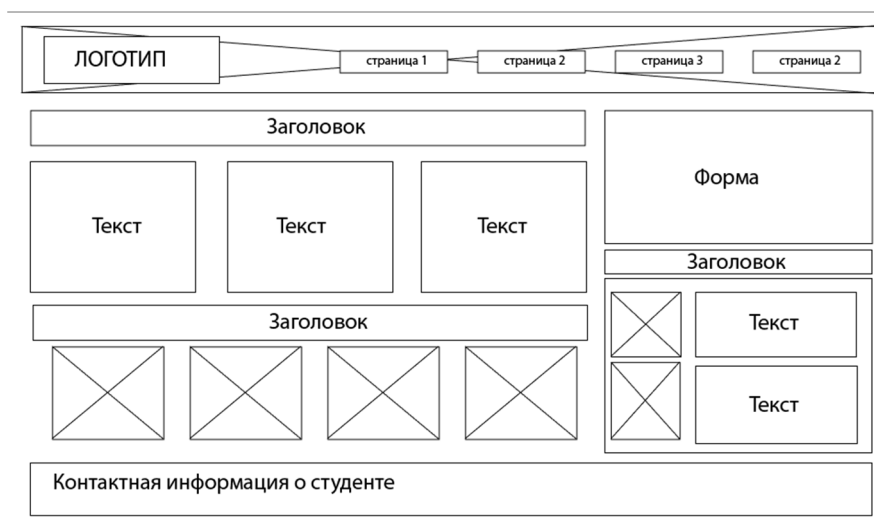 ЛОГОТИП
страница 1
страница 2
страница 3
страница 2
Заголовок
Текст
Текст
Текст
Заголовок
Форма
Заголовок
Текст
Текст
Контактная информация о студенте